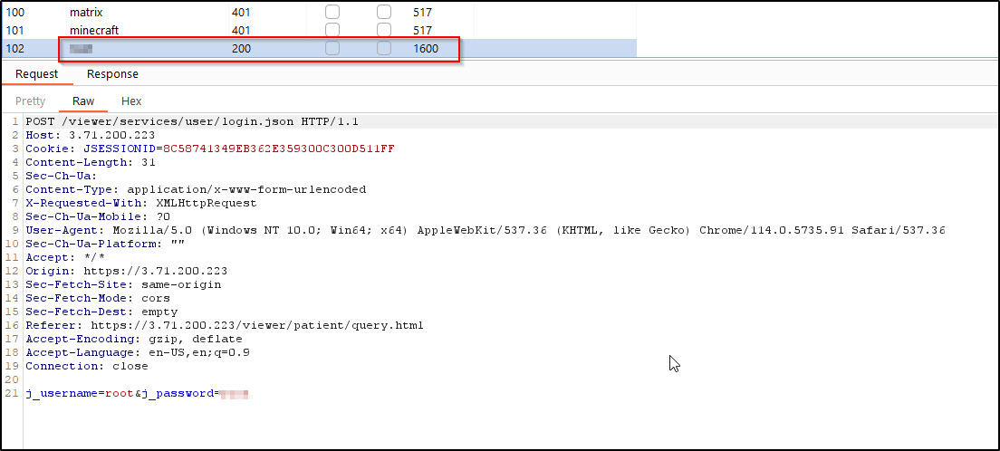 100 matrix 401 517
101 minecraft 401 517
102 200 1600
Request Response
Pretty Raw Hex
1 POST /viewer/services/user/login.json HTTP/1.1
2 Host: 3.71.200.223
3 Cookie: JSESSIONID=8C58741349EB362E359300C300D511FF
4 Content-Length: 31
5 Sec-Ch-Ua:
6 Content-Type: application/x-www-form-urlencoded
7 X-Requested-With: XMLHttpRequest
8 Sec-Ch-Ua-Mobile: ?0
9 User-Agent: Mozilla/5.0 (Windows NT 10.0; Win64; x64) AppleWebKit/537.36 (KHTML, like Gecko) Chrome/114.0.5735.91 Safari/537.36
10 Sec-Ch-Ua-Platform: ""
11 Accept: */*
12 Origin: https://3.71.200.223
13 Sec-Fetch-Site: same-origin
14 Sec-Fetch-Mode: cors
15 Sec-Fetch-Dest: empty
16 Referer: https://3.71.200.223/viewer/patient/query.html
17 Accept-Encoding: gzip, deflate
18 Accept-Language: en-US,en;q=0.9
19 Connection: close
20
21 j_username=root&j_password=